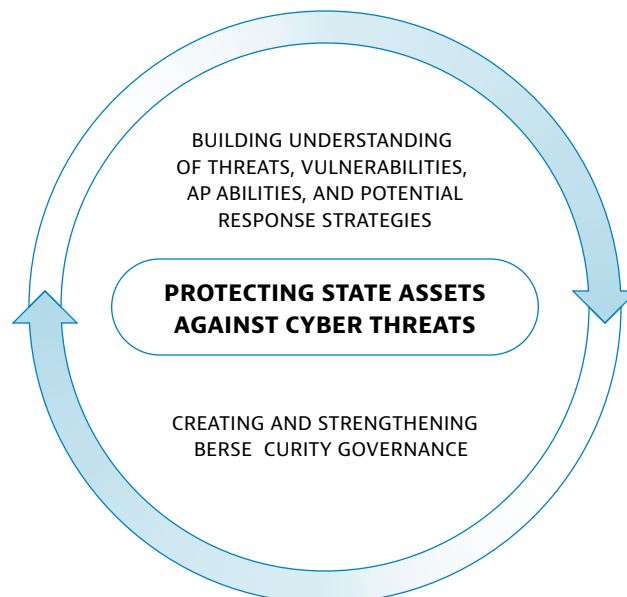 BUILDING UNDERSTANDING
OF THREATS, VULNERABILITIES,
AP ABILITIES, AND POTENTIAL
RESPONSE STRATEGIES
PROTECTING STATE ASSETS
AGAINST CYBER THREATS
CREATING AND STRENGTHENING
BERSE CURITY GOVERNANCE